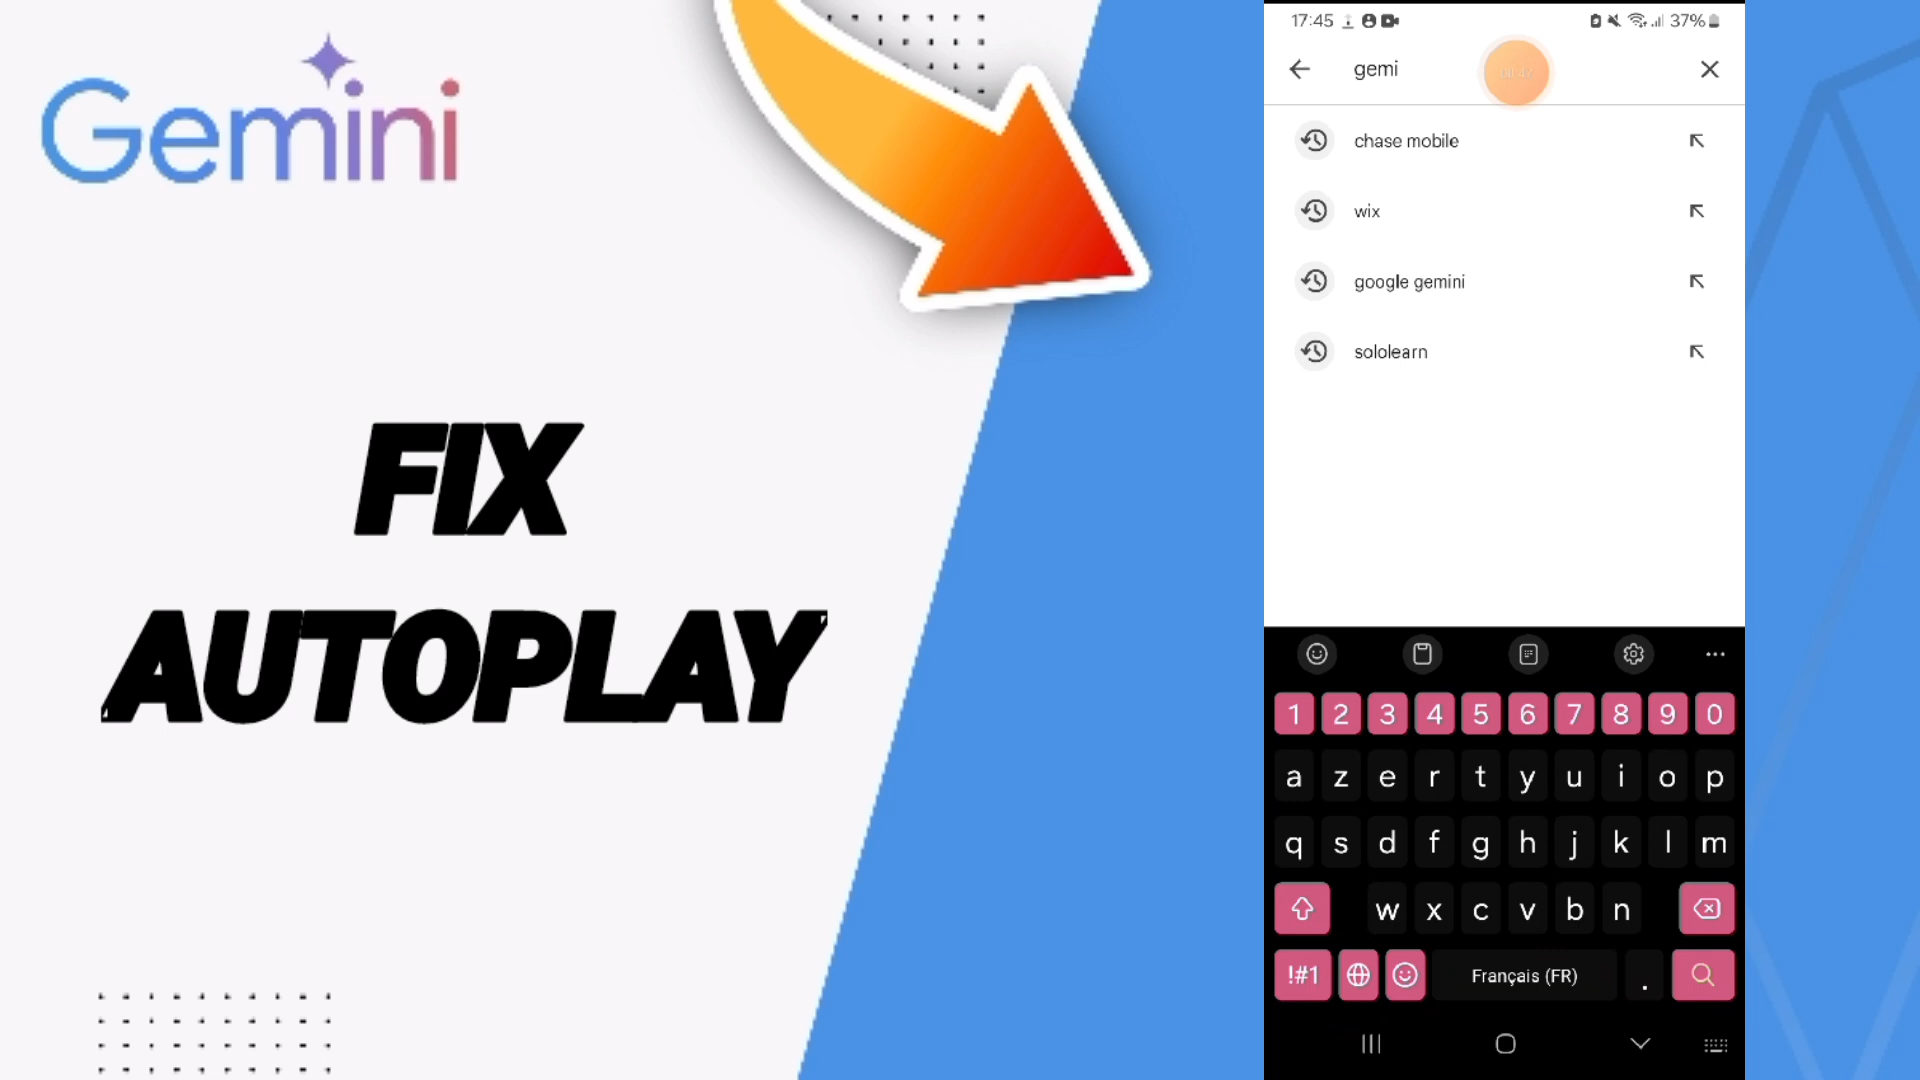 Gemini
FIX
AUTOPLAY
17:45
37%
gemi
chase mobile
wix
google gemini
sololearn
1 2 3 4 5 6 7 8 9 0
a z e r t y u i o p
q s d f g h j k l m
w x c v b n
!#1 Français (FR) .